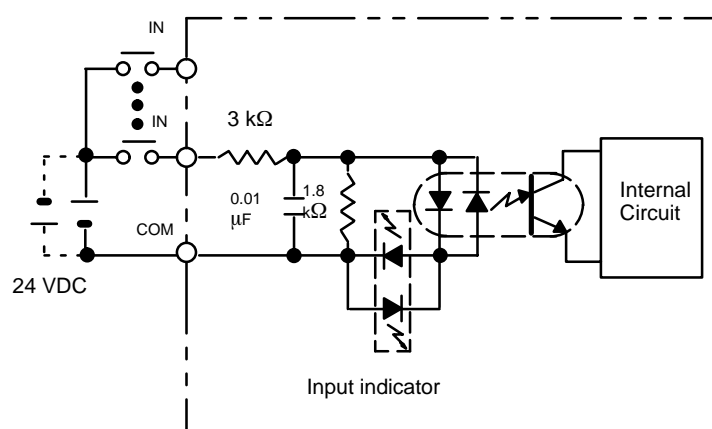 IN
IN
3 kΩ
0.01
μF
1.8
kΩ
COM
24 VDC
Internal
Circuit
Input indicator